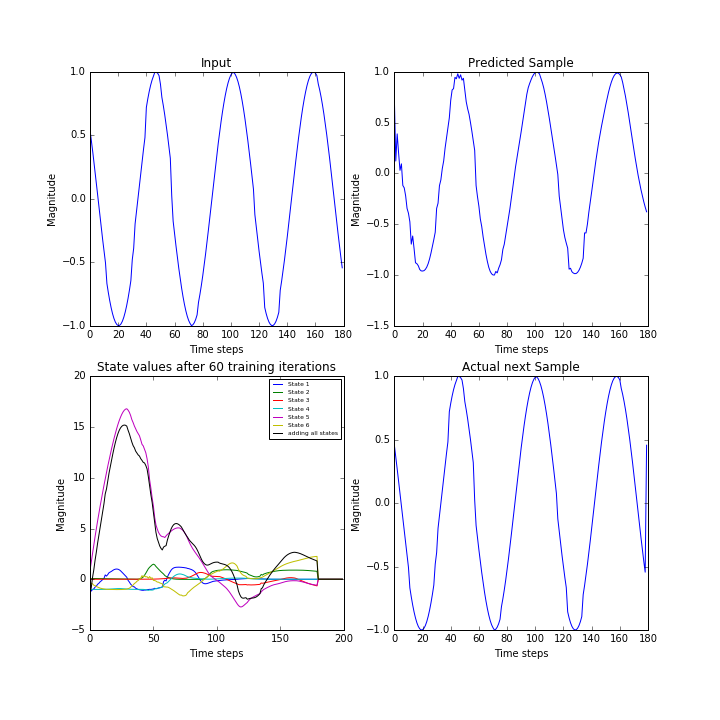 Input
Magnitude
1.0
0.5
0.0
−0.5
−1.0
0 20 40 60 80 100 120 140 160 180
Time steps
Predicted Sample
Magnitude
1.0
0.5
0.0
−0.5
−1.0
−1.5
0 20 40 60 80 100 120 140 160 180
Time steps
State values after 60 training iterations
Magnitude
20
15
10
5
0
−5
0 50 100 150 200
Time steps
State 1
State 2
State 3
State 4
State 5
State 6
adding all states
Actual next Sample
Magnitude
1.0
0.5
0.0
−0.5
−1.0
0 20 40 60 80 100 120 140 160 180
Time steps